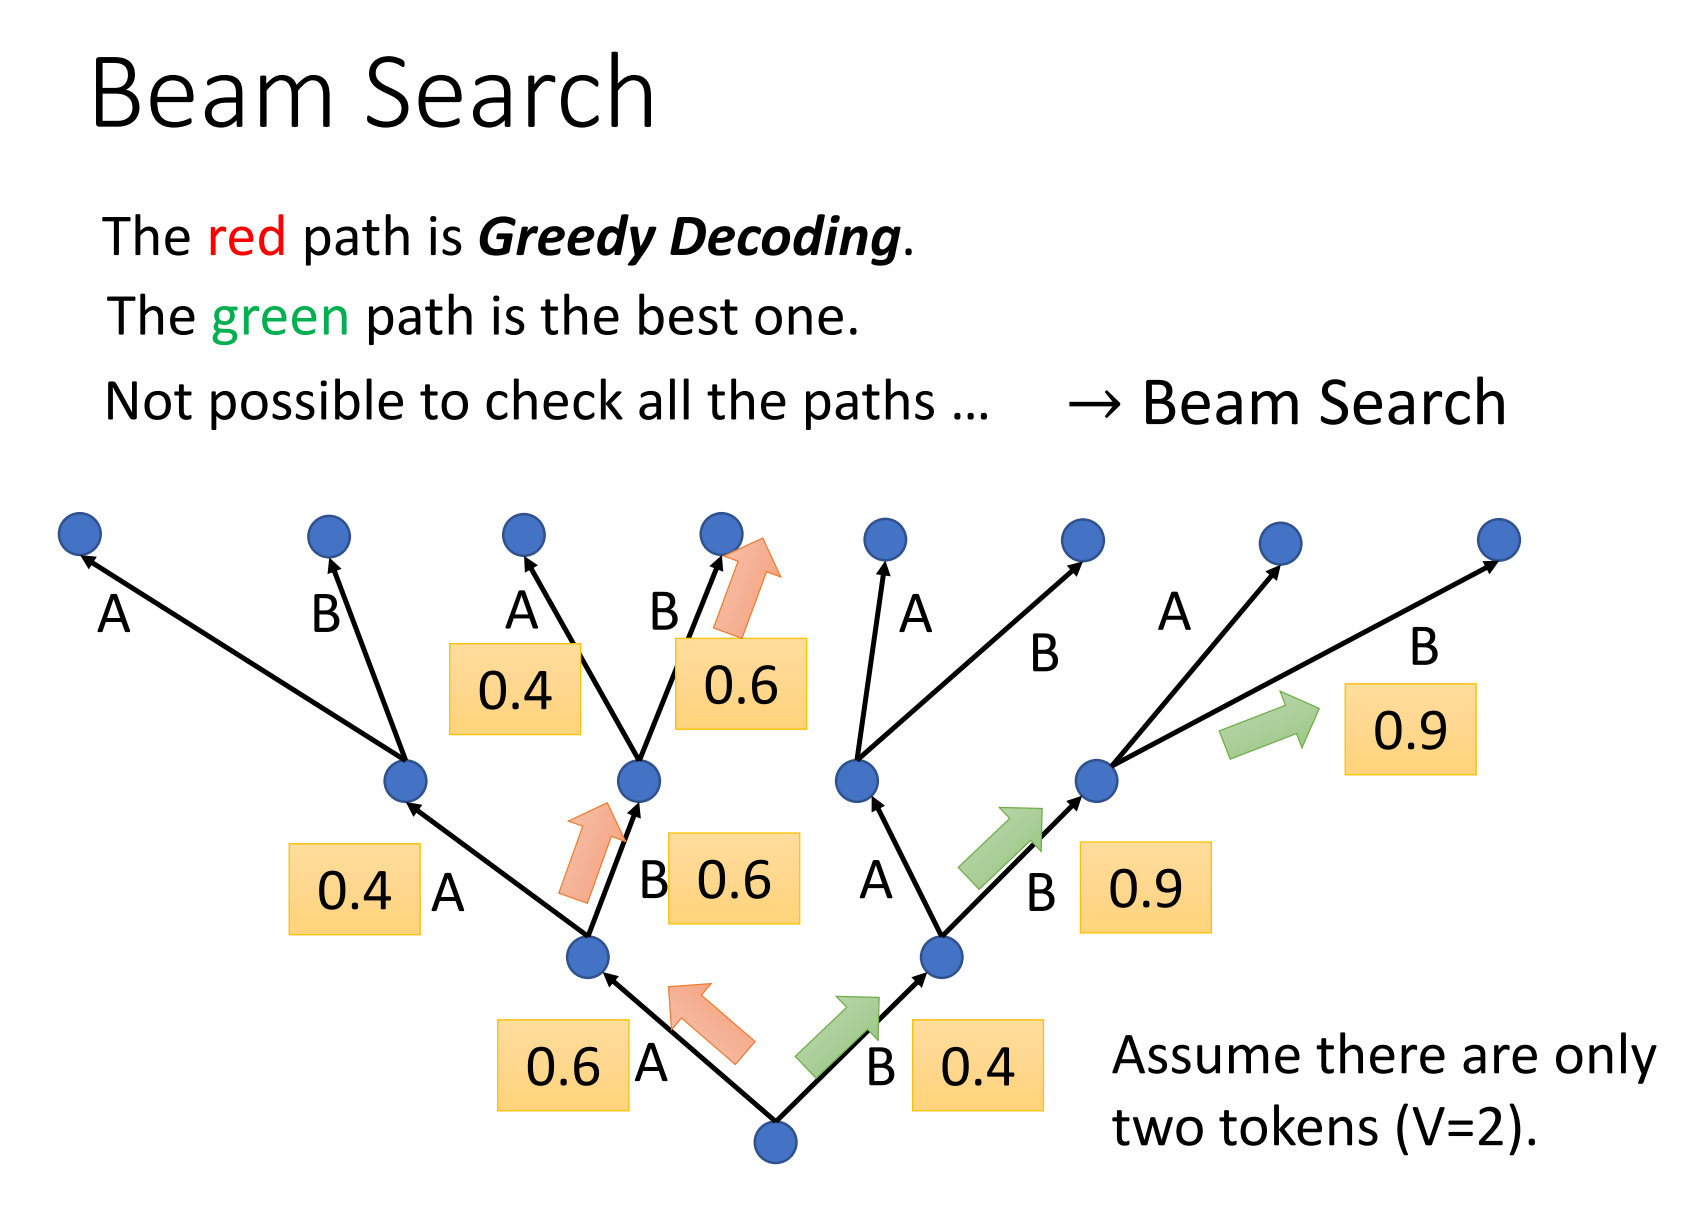 Beam Search
The red path is Greedy Decoding.
The green path is the best one.
Not possible to check all the paths … → Beam Search
A B A B A B A B
0.4 0.6 0.9
0.4 A B 0.6 A B 0.9
0.6 A B 0.4
Assume there are only
two tokens (V=2).